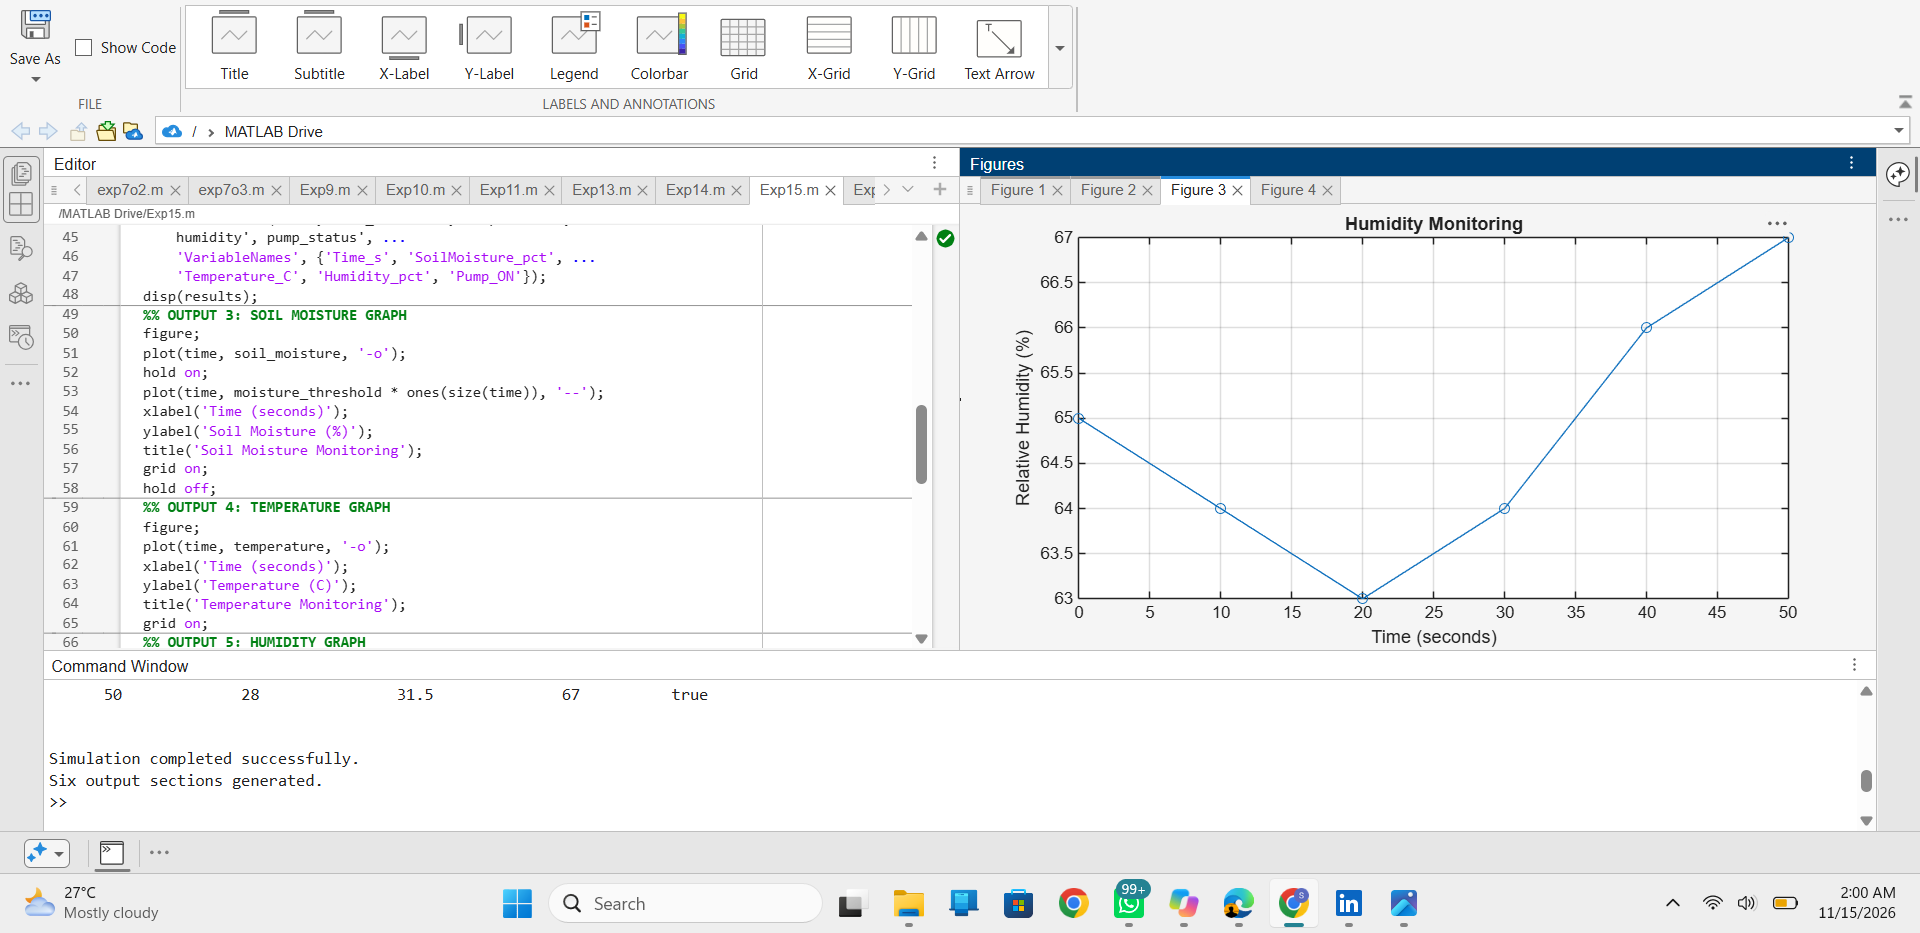 Save As
Show Code
FILE
Title
Subtitle
X-Label
Y-Label
Legend
Colorbar
Grid
X-Grid
Y-Grid
Text Arrow
LABELS AND ANNOTATIONS
/ › MATLAB Drive
Editor
exp7o2.m
exp7o3.m
Exp9.m
Exp10.m
Exp11.m
Exp13.m
Exp14.m
Exp15.m
Exp
/MATLAB Drive/Exp15.m
45 humidity', pump_status', ...
46 'VariableNames', {'Time_s', 'SoilMoisture_pct', ...
47 'Temperature_C', 'Humidity_pct', 'Pump_ON'});
48 disp(results);
49 %% OUTPUT 3: SOIL MOISTURE GRAPH
50 figure;
51 plot(time, soil_moisture, '-o');
52 hold on;
53 plot(time, moisture_threshold * ones(size(time)), '--');
54 xlabel('Time (seconds)');
55 ylabel('Soil Moisture (%)');
56 title('Soil Moisture Monitoring');
57 grid on;
58 hold off;
59 %% OUTPUT 4: TEMPERATURE GRAPH
60 figure;
61 plot(time, temperature, '-o');
62 xlabel('Time (seconds)');
63 ylabel('Temperature (C)');
64 title('Temperature Monitoring');
65 grid on;
66 %% OUTPUT 5: HUMIDITY GRAPH
Figures
Figure 1
Figure 2
Figure 3
Figure 4
Humidity Monitoring
Relative Humidity (%)
67
66.5
66
65.5
65
64.5
64
63.5
63
0 5 10 15 20 25 30 35 40 45 50
Time (seconds)
Command Window
50 28 31.5 67 true
Simulation completed successfully.
Six output sections generated.
>>
27°C
Mostly cloudy
Search
99+
2:00 AM
11/15/2026